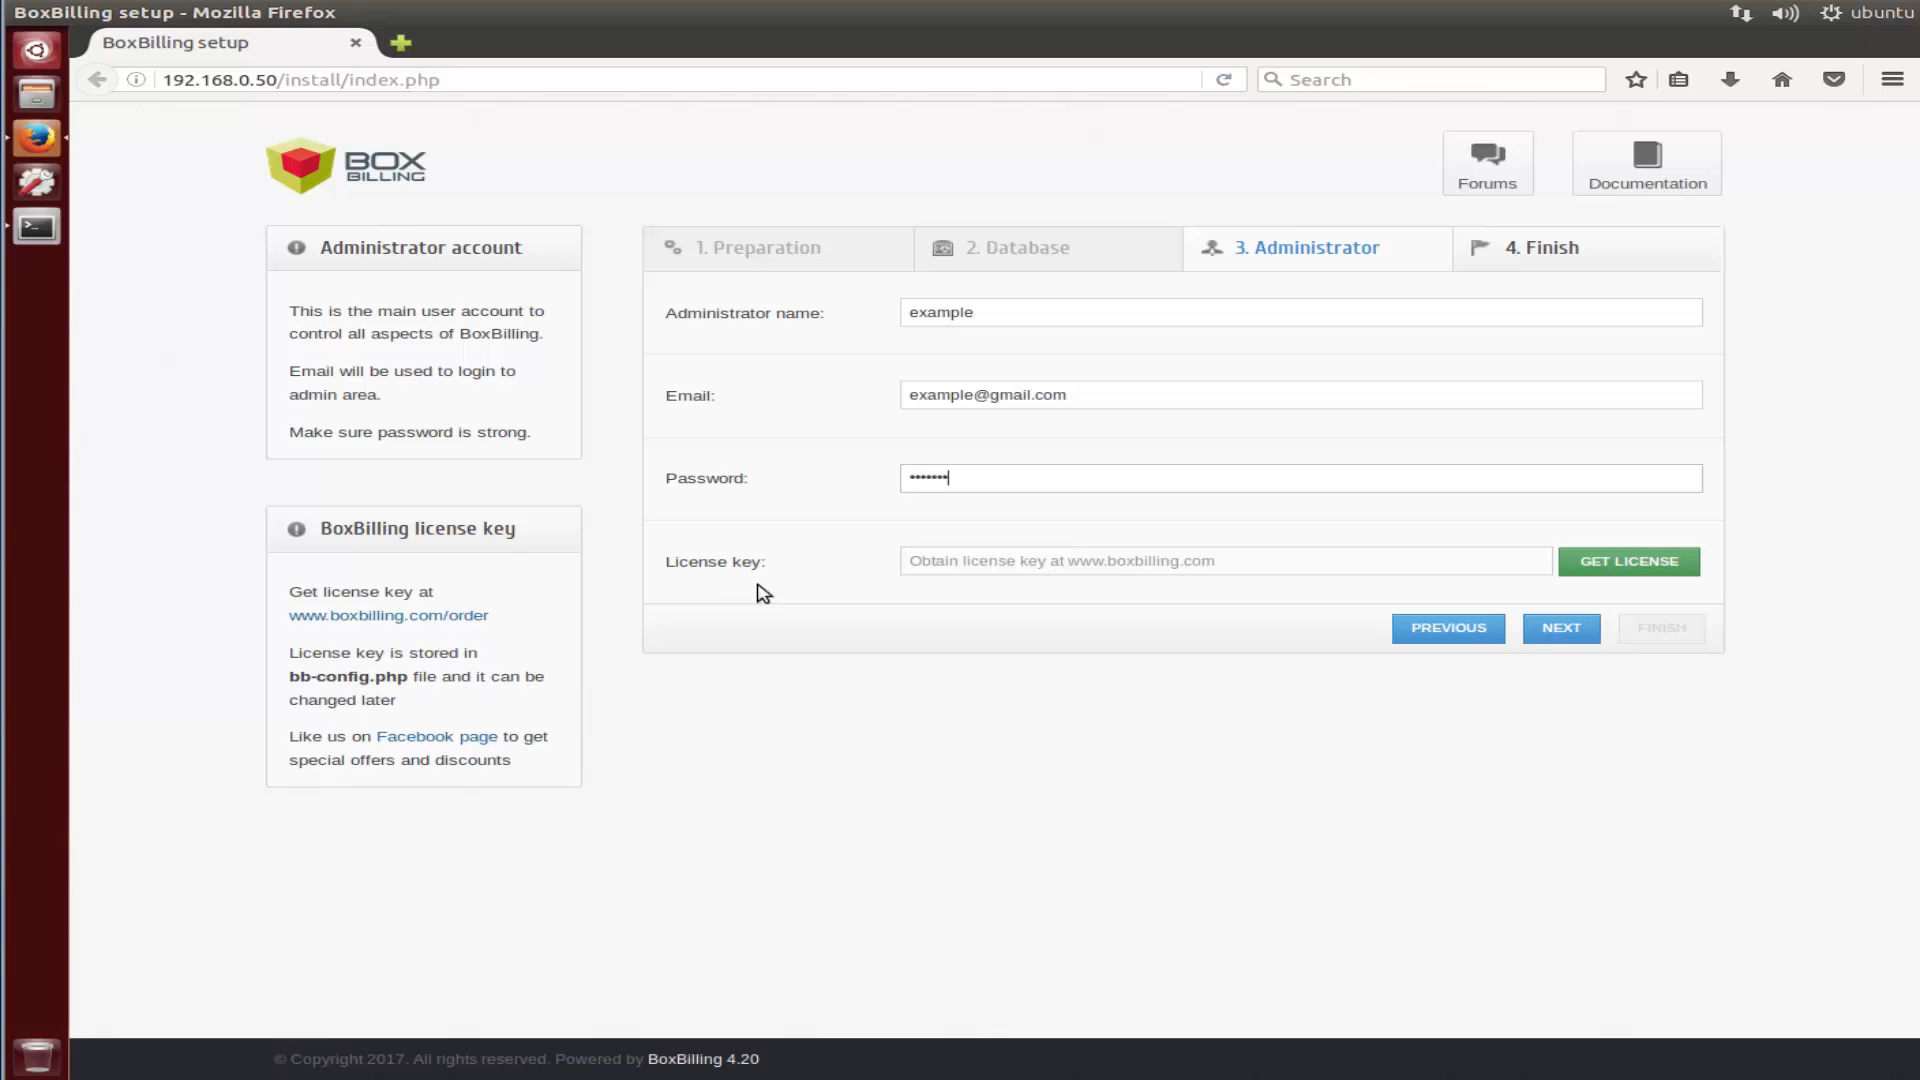 BoxBilling setup - Mozilla Firefox
ubuntu
BoxBilling setup
192.168.0.50/install/index.php
Search
BOX
BILLING
Forums
Documentation
Administrator account
This is the main user account to
control all aspects of BoxBilling.
Email will be used to login to
admin area.
Make sure password is strong.
BoxBilling license key
Get license key at
www.boxbilling.com/order
License key is stored in
bb-config.php file and it can be
changed later
Like us on Facebook page to get
special offers and discounts
1. Preparation
2. Database
3. Administrator
4. Finish
Administrator name:
example
Email:
example@gmail.com
Password:
•••••••
License key:
Obtain license key at www.boxbilling.com
GET LICENSE
PREVIOUS
NEXT
FINISH
© Copyright 2017. All rights reserved. Powered by BoxBilling 4.20